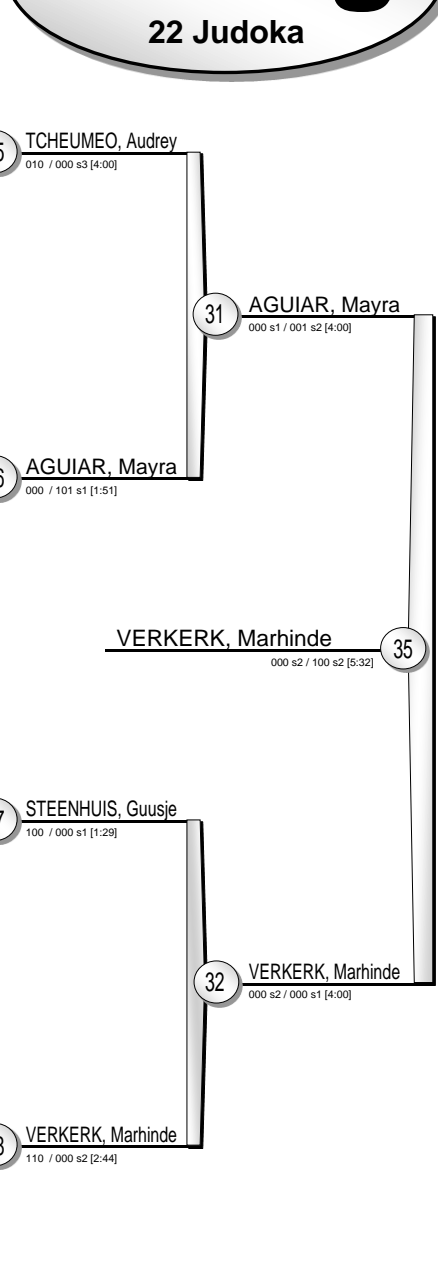 22 Judoka
TCHEUMEO, Audrey
010 / 000 s3 [4:00]
31
AGUIAR, Mayra
000 s1 / 001 s2 [4:00]
AGUIAR, Mayra
000 / 101 s1 [1:51]
VERKERK, Marhinde
000 s2 / 100 s2 [5:32]
35
STEENHUIS, Guusje
100 / 000 s1 [1:29]
32
VERKERK, Marhinde
000 s2 / 000 s1 [4:00]
VERKERK, Marhinde
110 / 000 s2 [2:44]